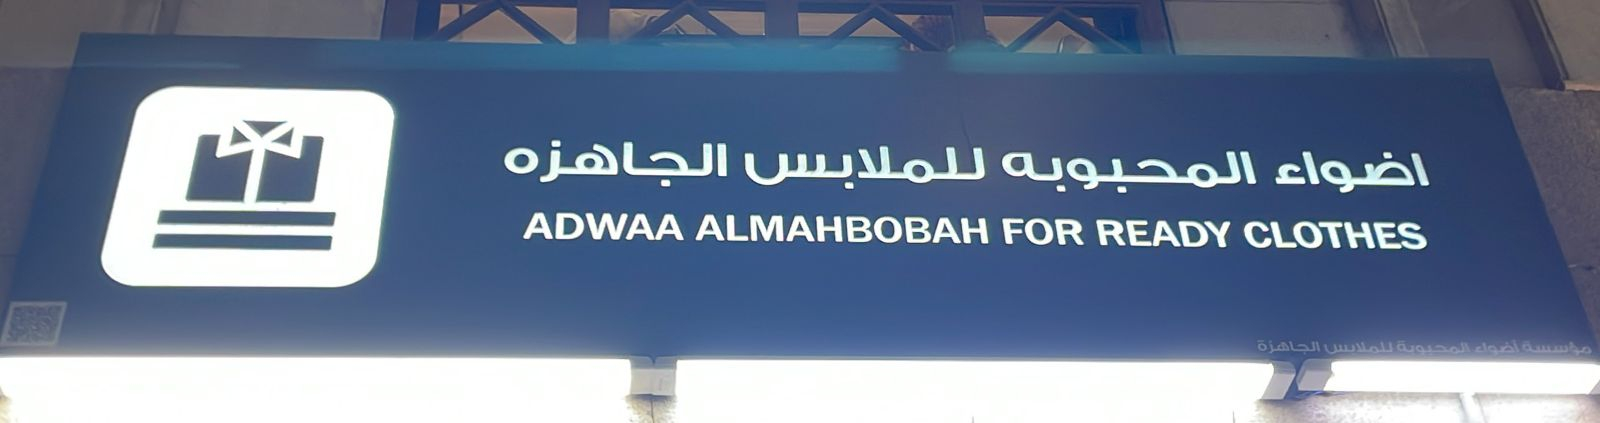 اضواء المحبوبه للملابس الجاهزه
ADWAA ALMAHBOBAH FOR READY CLOTHES
مؤسسة أضواء المحبوبة للملابس الجاهزة